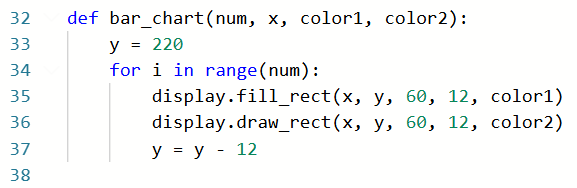 32 def bar_chart(num, x, color1, color2):
33     y = 220
34     for i in range(num):
35         display.fill_rect(x, y, 60, 12, color1)
36         display.draw_rect(x, y, 60, 12, color2)
37         y = y - 12
38